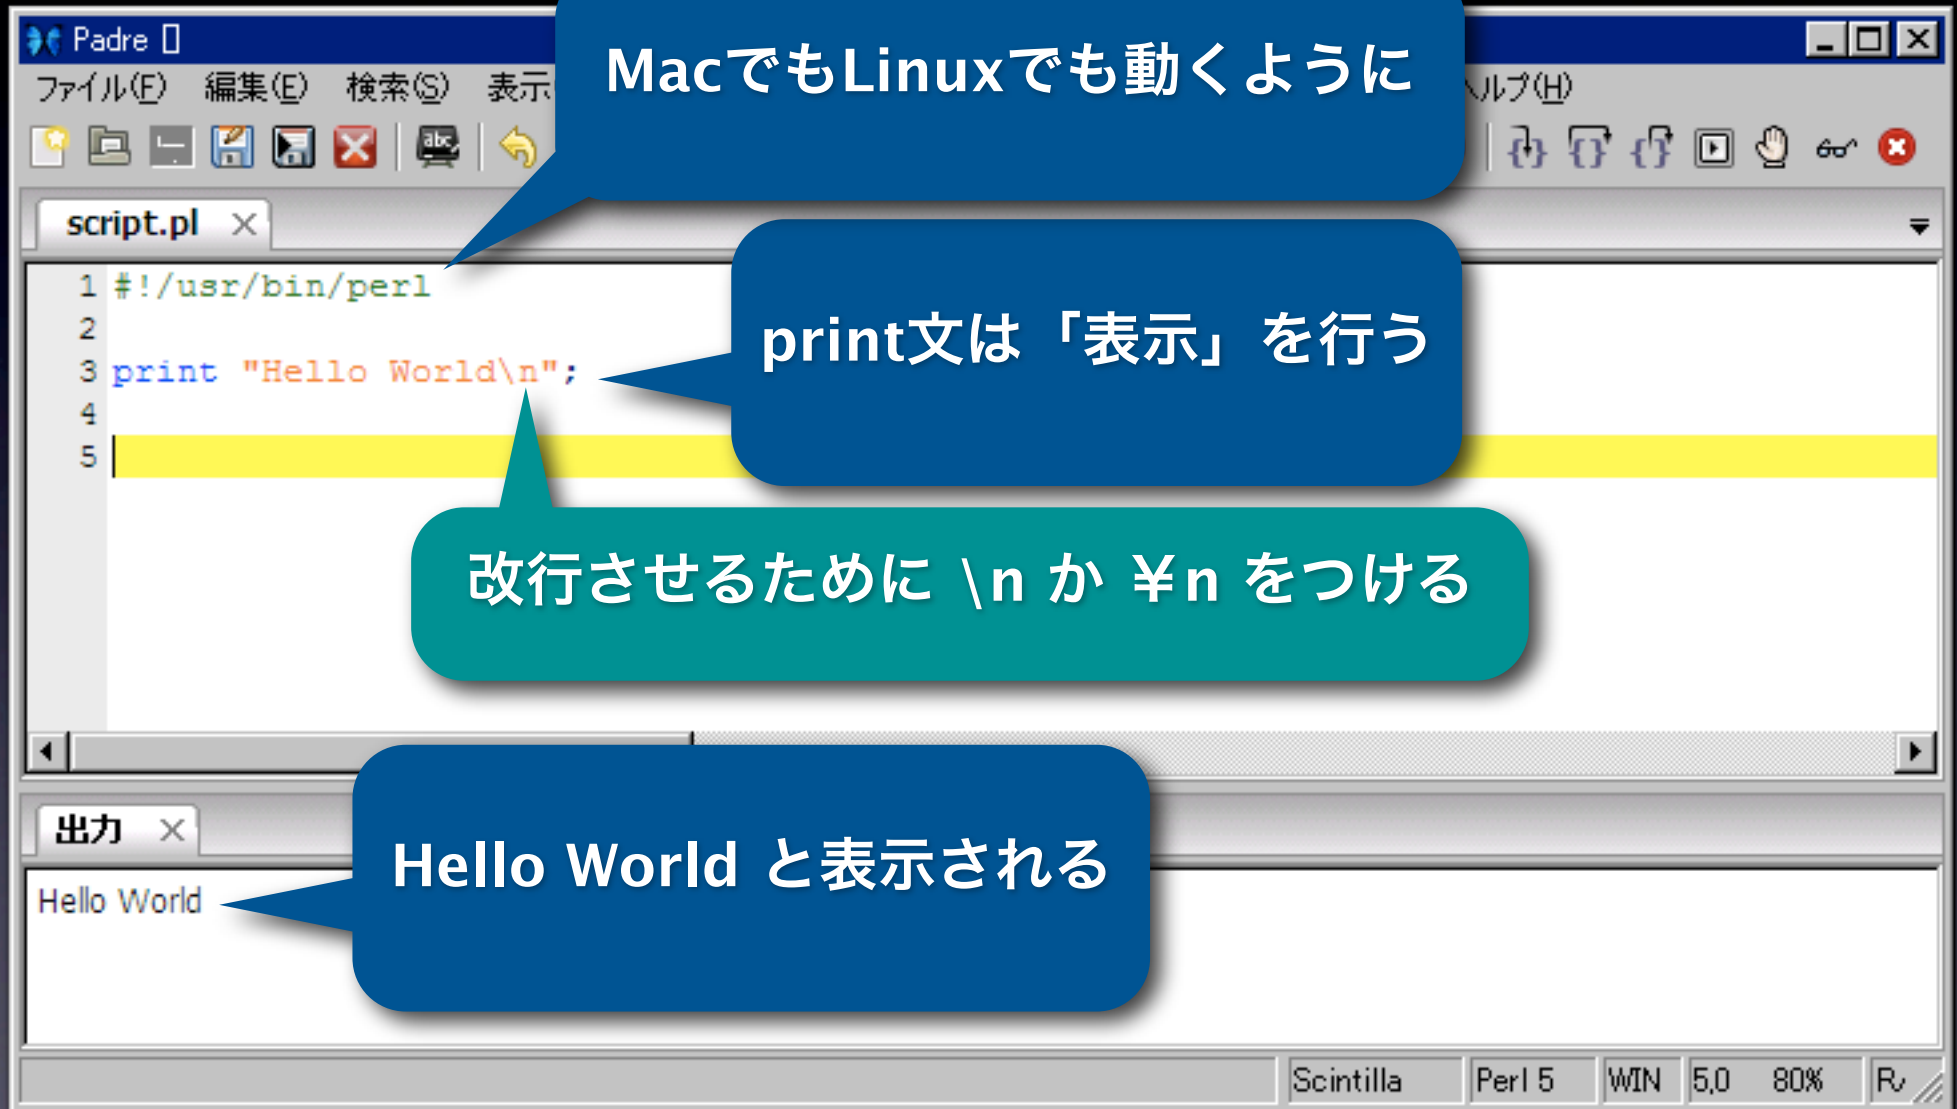 Padre
MacでもLinuxでも動くように
ファイル(F) 編集(E) 検索(S) 表示 ヘルプ(H)
abc
script.pl
1 #!/usr/bin/perl
2
3 print "Hello World\n";
4
5
print文は「表示」を行う
改行させるために \n か ￥n をつける
出力
Hello World と表示される
Hello World
Scintilla Perl 5 WIN 5,0 80%